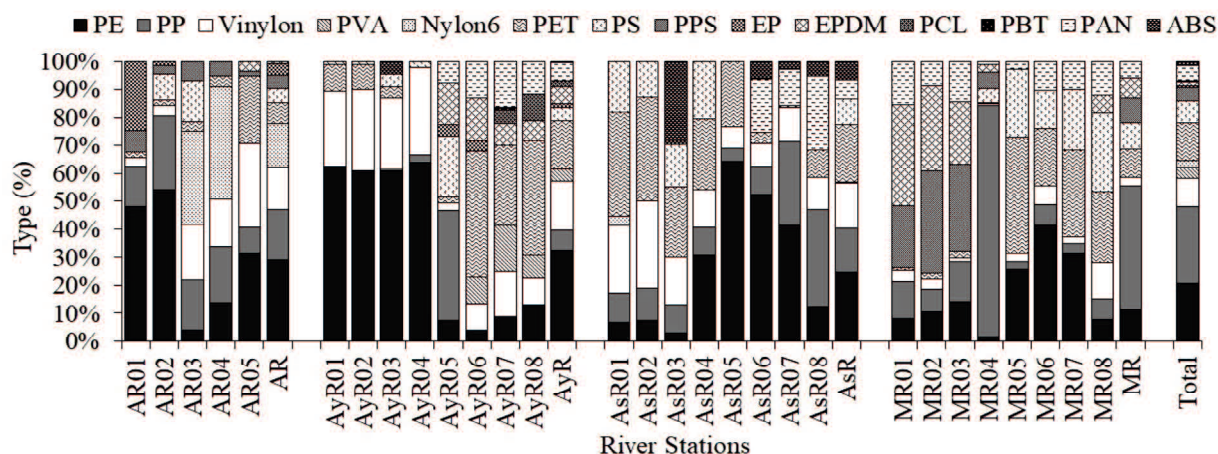 PE PP Vinylon PVA Nylon6 PET PS PPS EP EPDM PCL PBT PAN ABS
Type (%)
100%
90%
80%
70%
60%
50%
40%
30%
20%
10%
0%
AR01 AR02 AR03 AR04 AR05 AR AyR01 AyR02 AyR03 AyR04 AyR05 AyR06 AyR07 AyR08 AyR AsR01 AsR02 AsR03 AsR04 AsR05 AsR06 AsR07 AsR08 AsR MR01 MR02 MR03 MR04 MR05 MR06 MR07 MR08 MR Total
River Stations